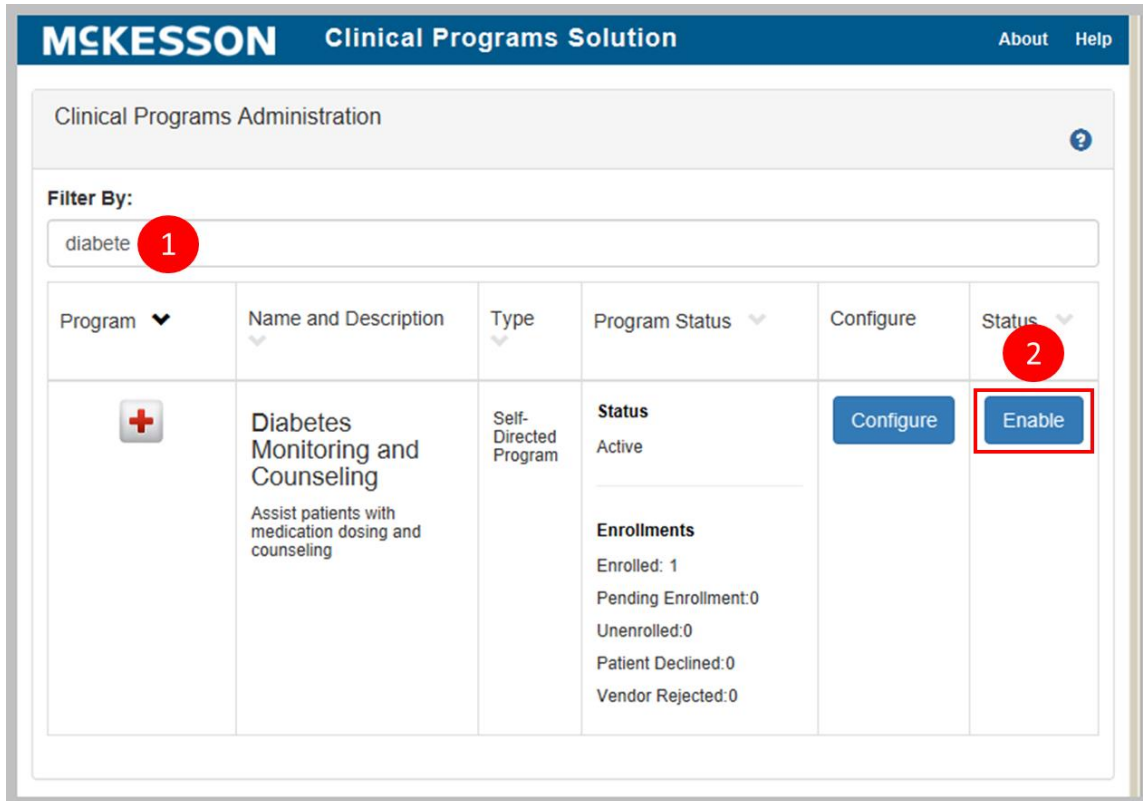 MCKESSON Clinical Programs Solution About Help
Clinical Programs Administration
?
Filter By:
diabete 1
Program Name and Description Type Program Status Configure Status
2
Diabetes
Monitoring and
Counseling
Assist patients with
medication dosing and
counseling
Self-
Directed
Program
Status
Active
Enrollments
Enrolled: 1
Pending Enrollment:0
Unenrolled:0
Patient Declined:0
Vendor Rejected:0
Configure
Enable